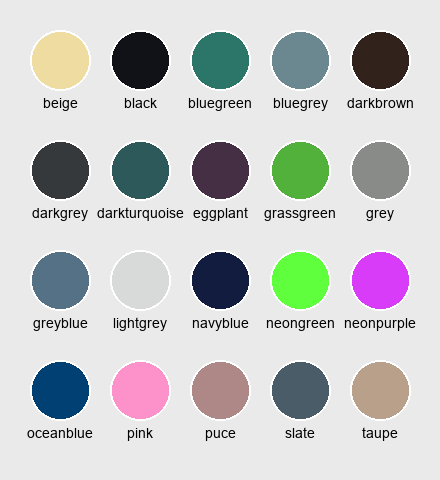 beige black bluegreen bluegrey darkbrown
darkgrey darkturquoise eggplant grassgreen grey
greyblue lightgrey navyblue neongreen neonpurple
oceanblue pink puce slate taupe